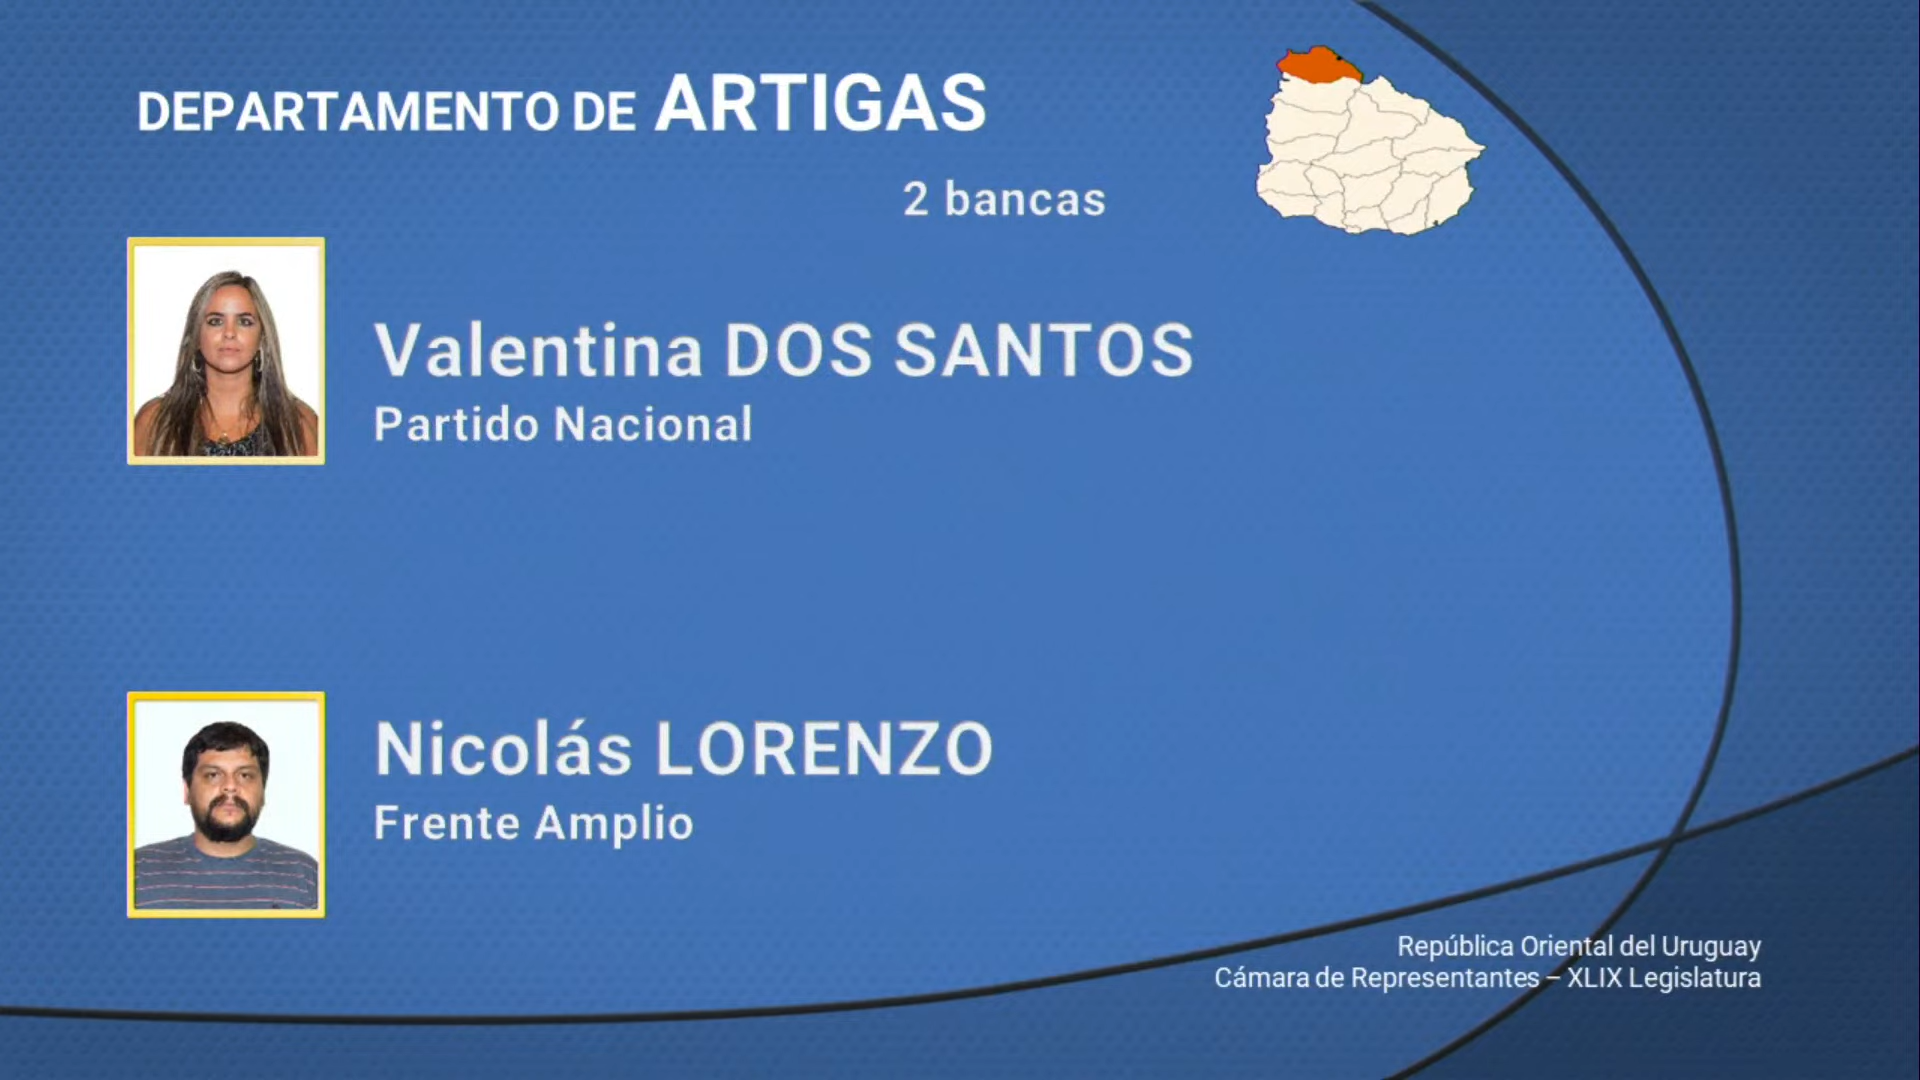 DEPARTAMENTO DE ARTIGAS
2 bancas
Valentina DOS SANTOS
Partido Nacional
Nicolás LORENZO
Frente Amplio
República Oriental del Uruguay
Cámara de Representantes – XLIX Legislatura